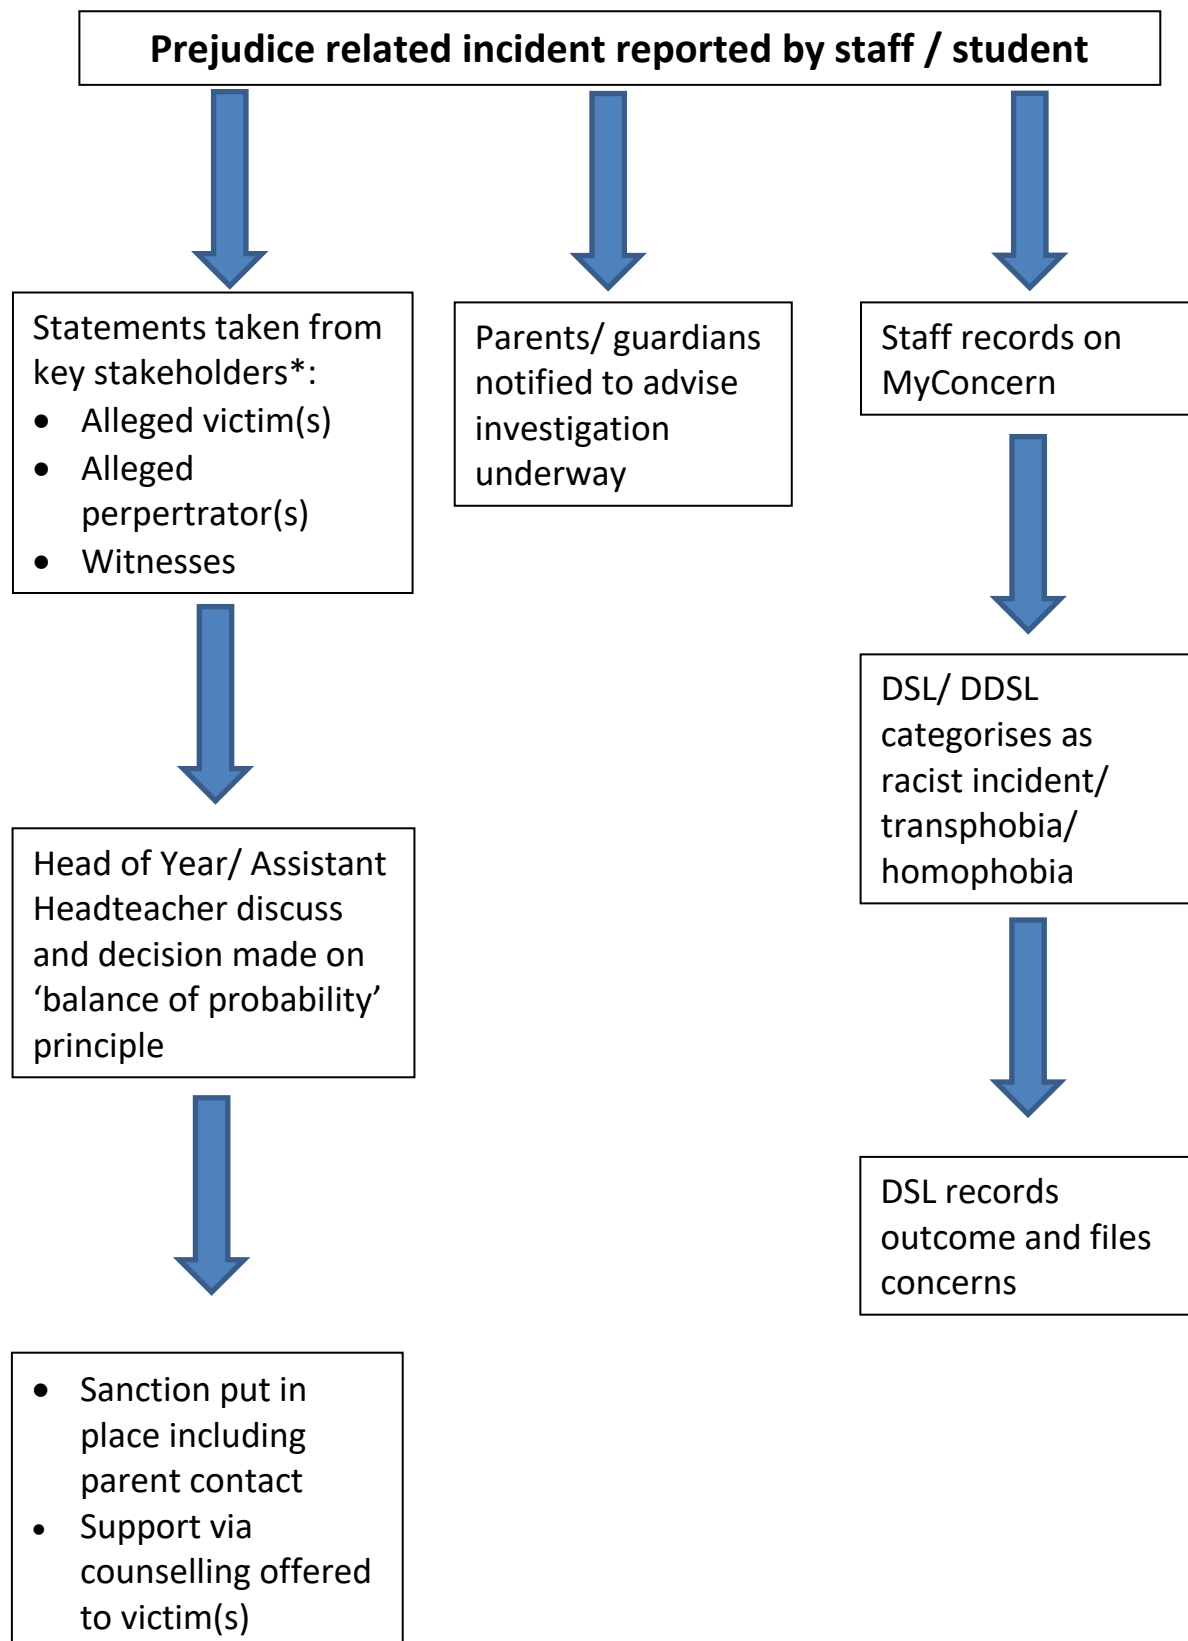 Prejudice related incident reported by staff / student
Statements taken from
key stakeholders*:
• Alleged victim(s)
• Alleged
perpertrator(s)
• Witnesses
Parents/ guardians
notified to advise
investigation
underway
Staff records on
MyConcern
DSL/ DDSL
categorises as
racist incident/
transphobia/
homophobia
Head of Year/ Assistant
Headteacher discuss
and decision made on
‘balance of probability’
principle
DSL records
outcome and files
concerns
• Sanction put in
place including
parent contact
• Support via
counselling offered
to victim(s)